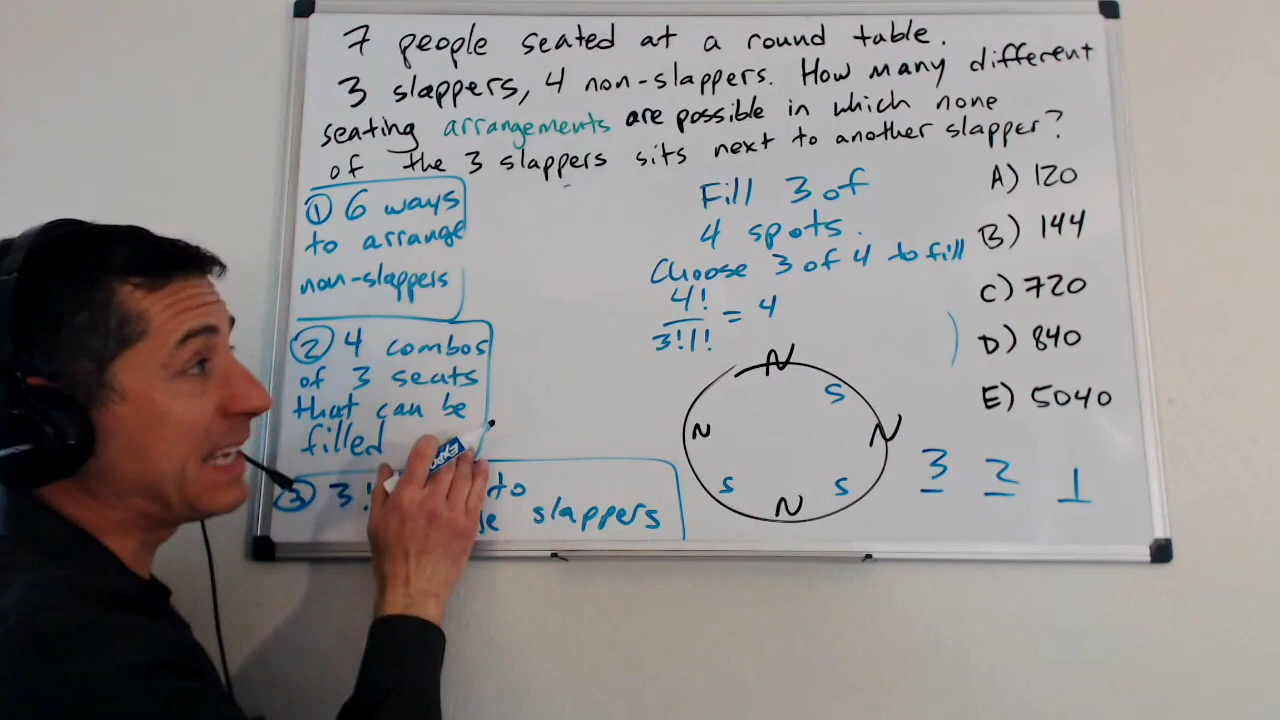 7 people seated at a round table.
3 slappers, 4 non-slappers. How many different
seating arrangements are possible in which none
of the 3 slappers sits next to another slapper?
① 6 ways
to arrange
non-slappers
② 4 combos
of 3 seats
that can be
filled
③ 3! to
slappers
Fill 3 of
4 spots.
Choose 3 of 4 to fill
4!
3!1!
= 4
N
S
N
N
S
S
N
A) 120
B) 144
C) 720
D) 840
E) 5040
3 2 1
EXPO